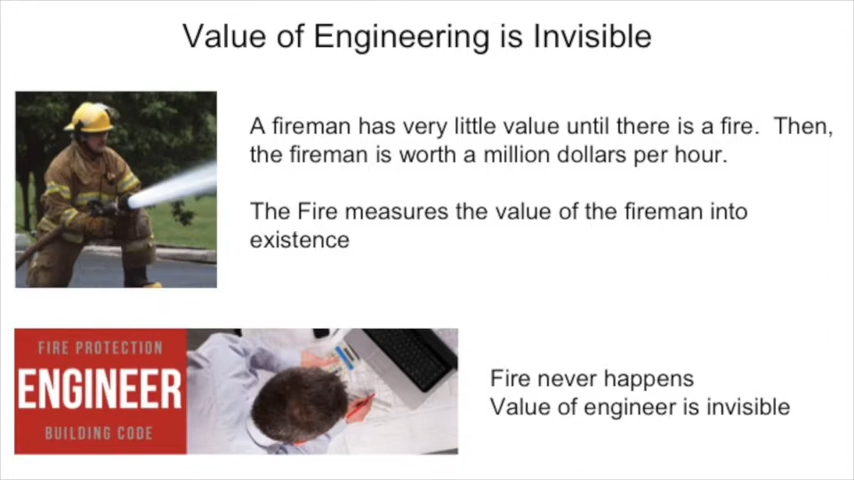 Value of Engineering is Invisible
A fireman has very little value until there is a fire. Then,
the fireman is worth a million dollars per hour.
The Fire measures the value of the fireman into
existence
FIRE PROTECTION
ENGINEER
BUILDING CODE
Fire never happens
Value of engineer is invisible